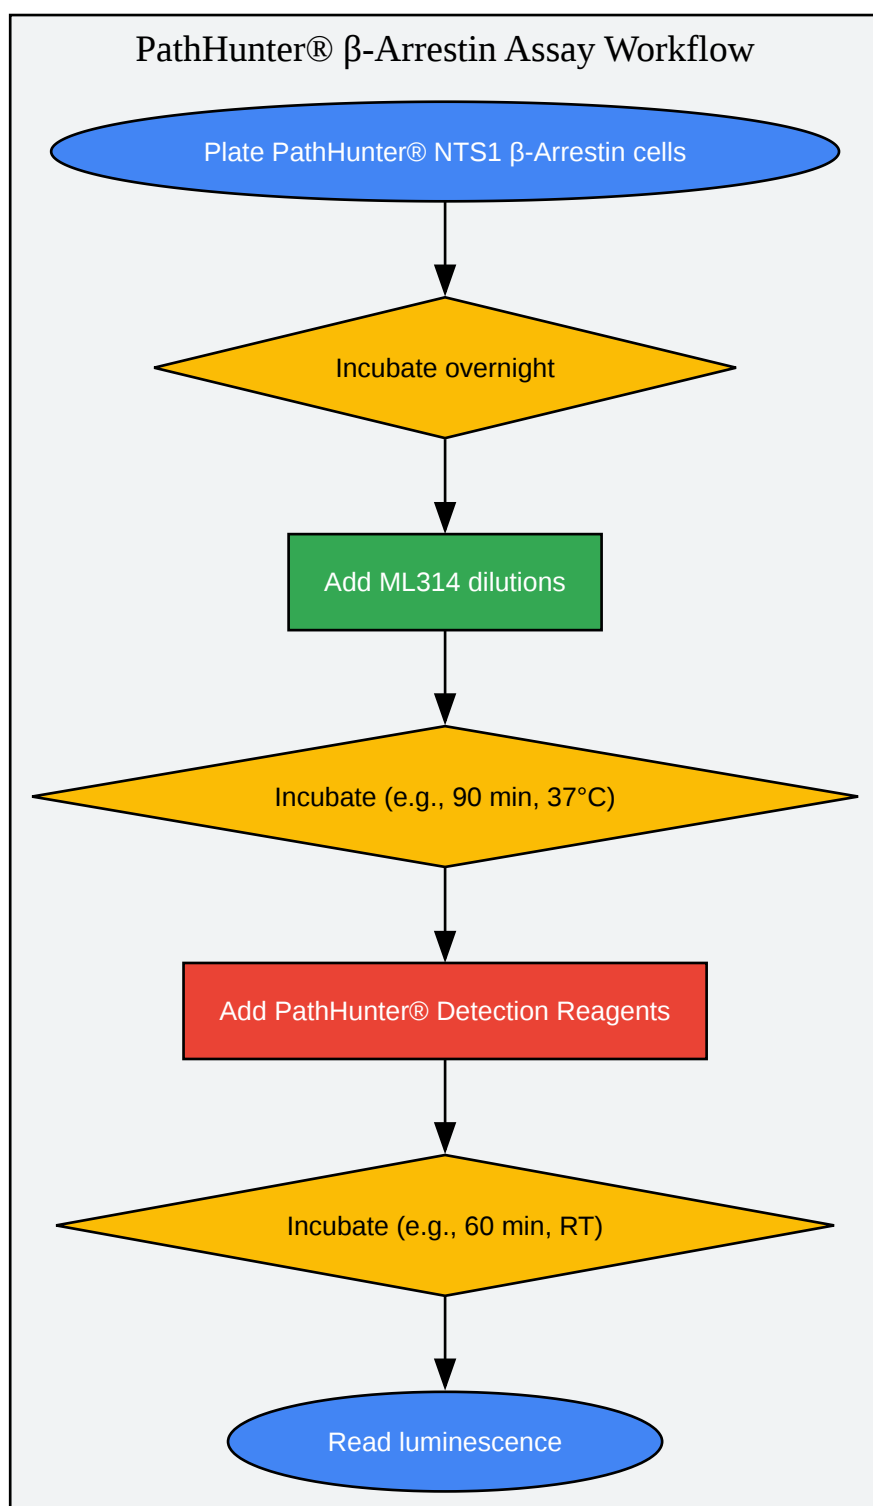 PathHunter® β-Arrestin Assay Workflow
Plate PathHunter® NTS1 β-Arrestin cells
Incubate overnight
Add ML314 dilutions
Incubate (e.g., 90 min, 37°C)
Add PathHunter® Detection Reagents
Incubate (e.g., 60 min, RT)
Read luminescence